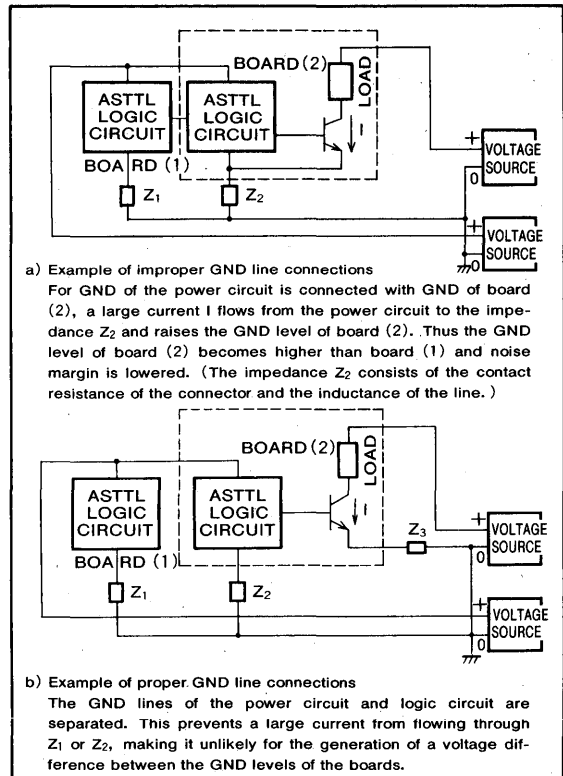 BOARD (2)
LOAD
ASTTL
LOGIC
CIRCUIT
ASTTL
LOGIC
CIRCUIT
I
BOARD (1)
Z1
Z2
+
0
VOLTAGE
SOURCE
+
0
VOLTAGE
SOURCE
a) Example of improper GND line connections
For GND of the power circuit is connected with GND of board
(2), a large current I flows from the power circuit to the impe-
dance Z2 and raises the GND level of board (2). Thus the GND
level of board (2) becomes higher than board (1) and noise
margin is lowered. (The impedance Z2 consists of the contact
resistance of the connector and the inductance of the line.)
BOARD (2)
LOAD
ASTTL
LOGIC
CIRCUIT
ASTTL
LOGIC
CIRCUIT
I
Z3
BOARD (1)
Z1
Z2
+
0
VOLTAGE
SOURCE
+
0
VOLTAGE
SOURCE
b) Example of proper GND line connections
The GND lines of the power circuit and logic circuit are
separated. This prevents a large current from flowing through
Z1 or Z2, making it unlikely for the generation of a voltage dif-
ference between the GND levels of the boards.